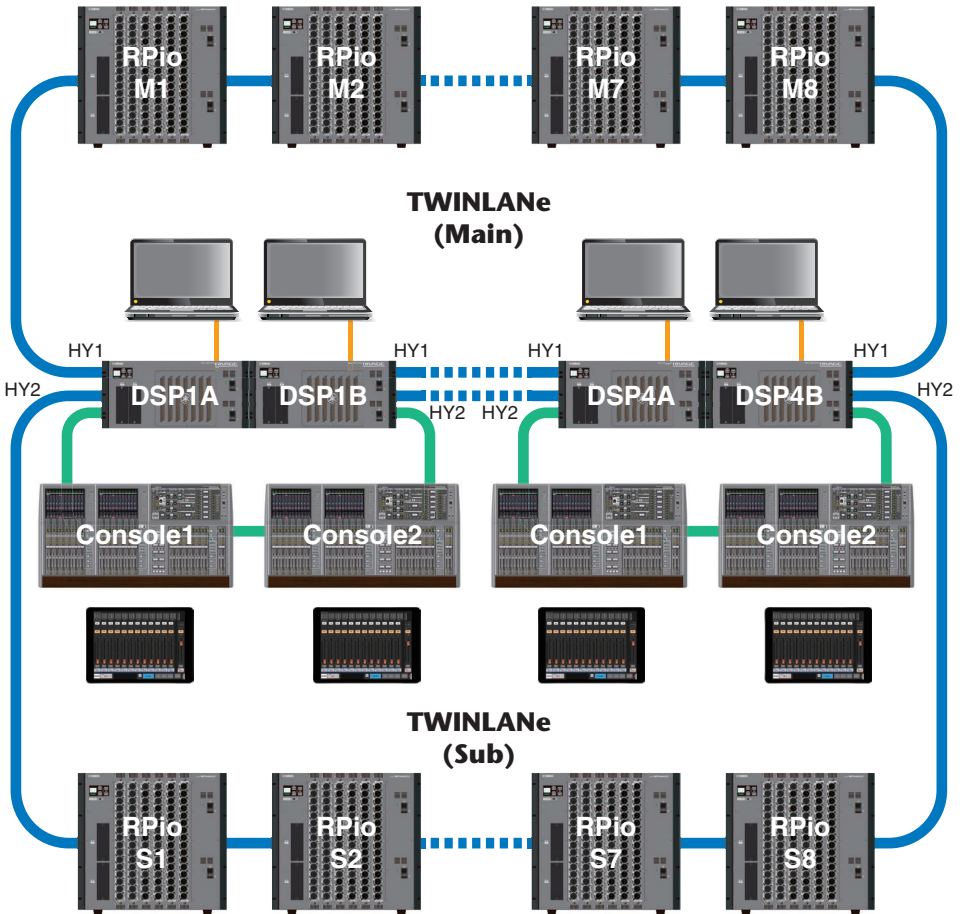 RPio
M1
RPio
M2
RPio
M7
RPio
M8
TWINLANe
(Main)
HY1
HY1
HY1
HY1
HY2
DSP1A
DSP1B
HY2
HY2
DSP4A
DSP4B
HY2
Console1
Console2
Console1
Console2
TWINLANe
(Sub)
RPio
S1
RPio
S2
RPio
S7
RPio
S8